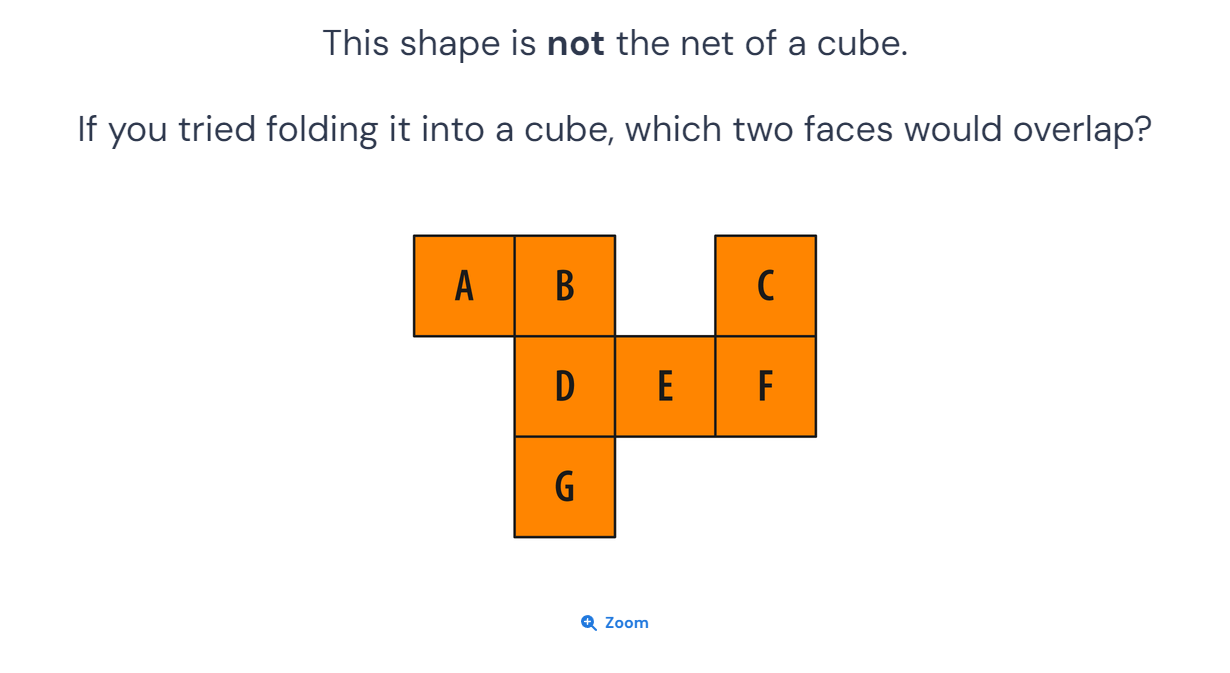 This shape is not the net of a cube.
If you tried folding it into a cube, which two faces would overlap?
A B C
D E F
G
Zoom